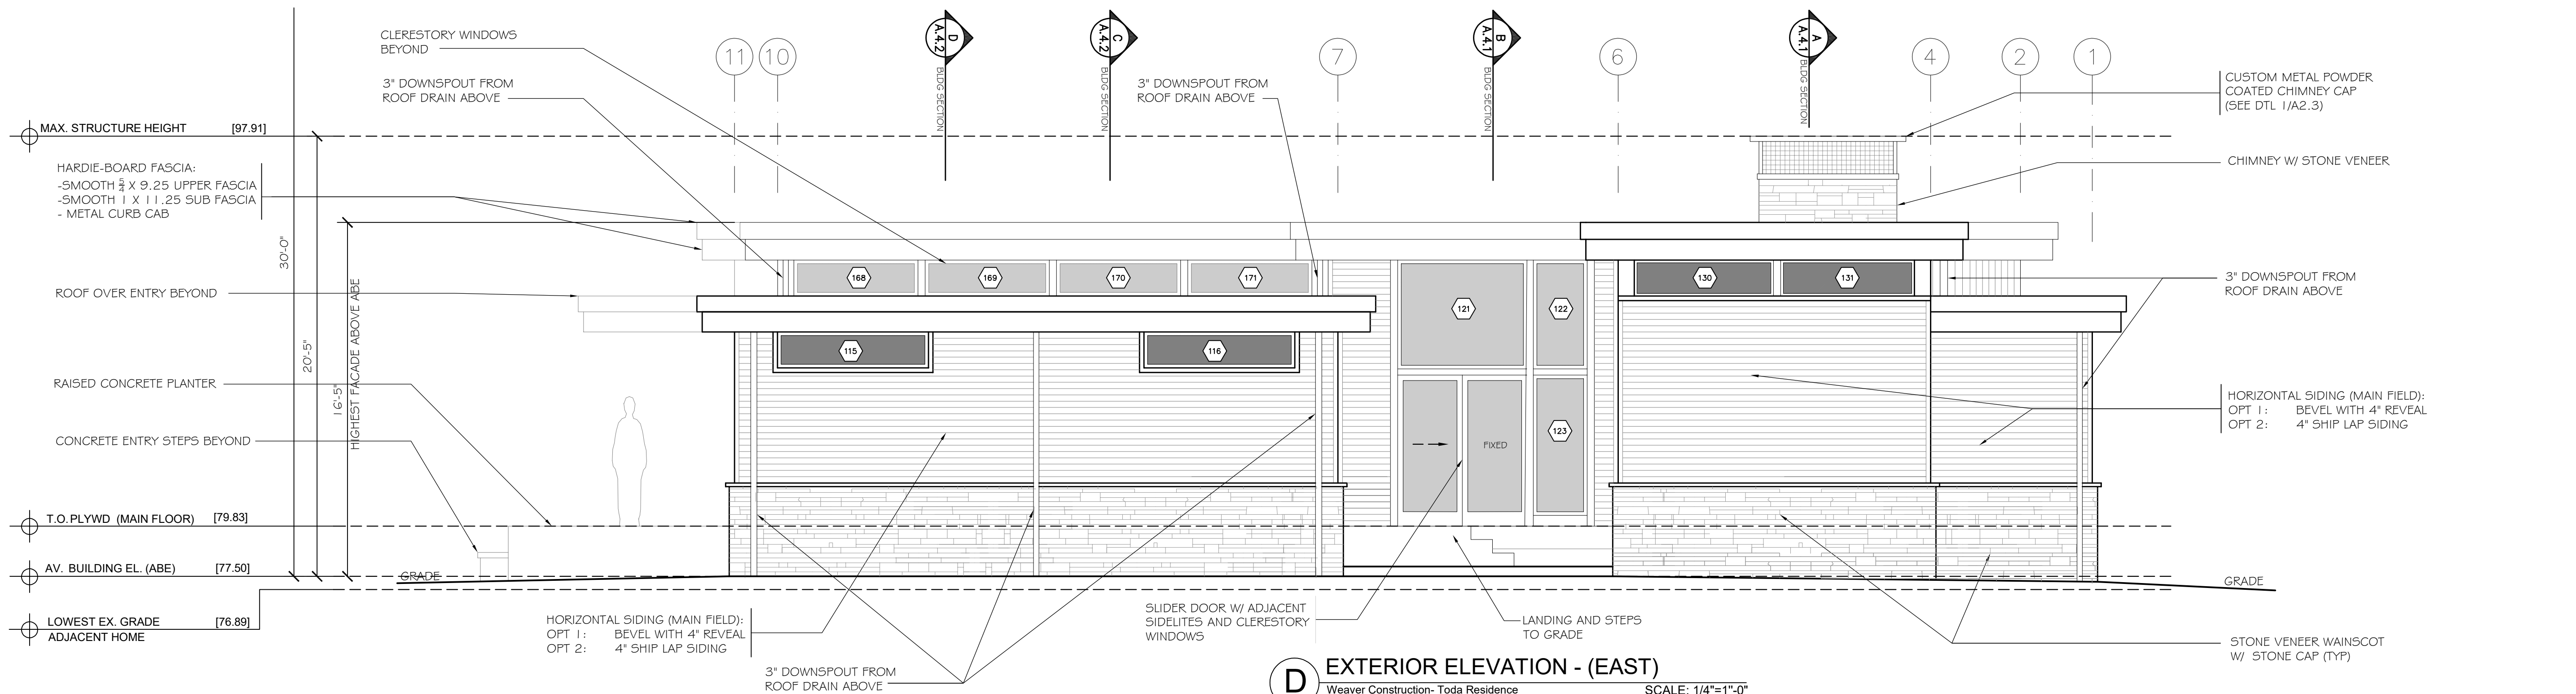 CLERESTORY WINDOWS
BEYOND
3" DOWNSPOUT FROM
ROOF DRAIN ABOVE
11
10
D
A.4.2
BLDG SECTION
C
A.4.2
BLDG SECTION
3" DOWNSPOUT FROM
ROOF DRAIN ABOVE
7
B
A.4.1
BLDG SECTION
6
A
A.4.1
BLDG SECTION
4
2
1
CUSTOM METAL POWDER
COATED CHIMNEY CAP
(SEE DTL 1/A2.3)
MAX. STRUCTURE HEIGHT [97.91]
HARDIE-BOARD FASCIA:
-SMOOTH 5/4 X 9.25 UPPER FASCIA
-SMOOTH 1 X 11.25 SUB FASCIA
- METAL CURB CAB
CHIMNEY W/ STONE VENEER
30'-0"
20'-5"
16'-5"
HIGHEST FACADE ABOVE ABE
168
169
170
171
121
122
130
131
3" DOWNSPOUT FROM
ROOF DRAIN ABOVE
ROOF OVER ENTRY BEYOND
115
116
RAISED CONCRETE PLANTER
HORIZONTAL SIDING (MAIN FIELD):
OPT 1: BEVEL WITH 4" REVEAL
OPT 2: 4" SHIP LAP SIDING
CONCRETE ENTRY STEPS BEYOND
FIXED
123
T.O.PLYWD (MAIN FLOOR) [79.83]
AV. BUILDING EL. (ABE) [77.50]
GRADE
GRADE
LOWEST EX. GRADE [76.89]
ADJACENT HOME
HORIZONTAL SIDING (MAIN FIELD):
OPT 1: BEVEL WITH 4" REVEAL
OPT 2: 4" SHIP LAP SIDING
SLIDER DOOR W/ ADJACENT
SIDELITES AND CLERESTORY
WINDOWS
LANDING AND STEPS
TO GRADE
STONE VENEER WAINSCOT
W/ STONE CAP (TYP)
3" DOWNSPOUT FROM
ROOF DRAIN ABOVE
D
EXTERIOR ELEVATION - (EAST)
Weaver Construction- Toda Residence SCALE: 1/4"=1"-0"